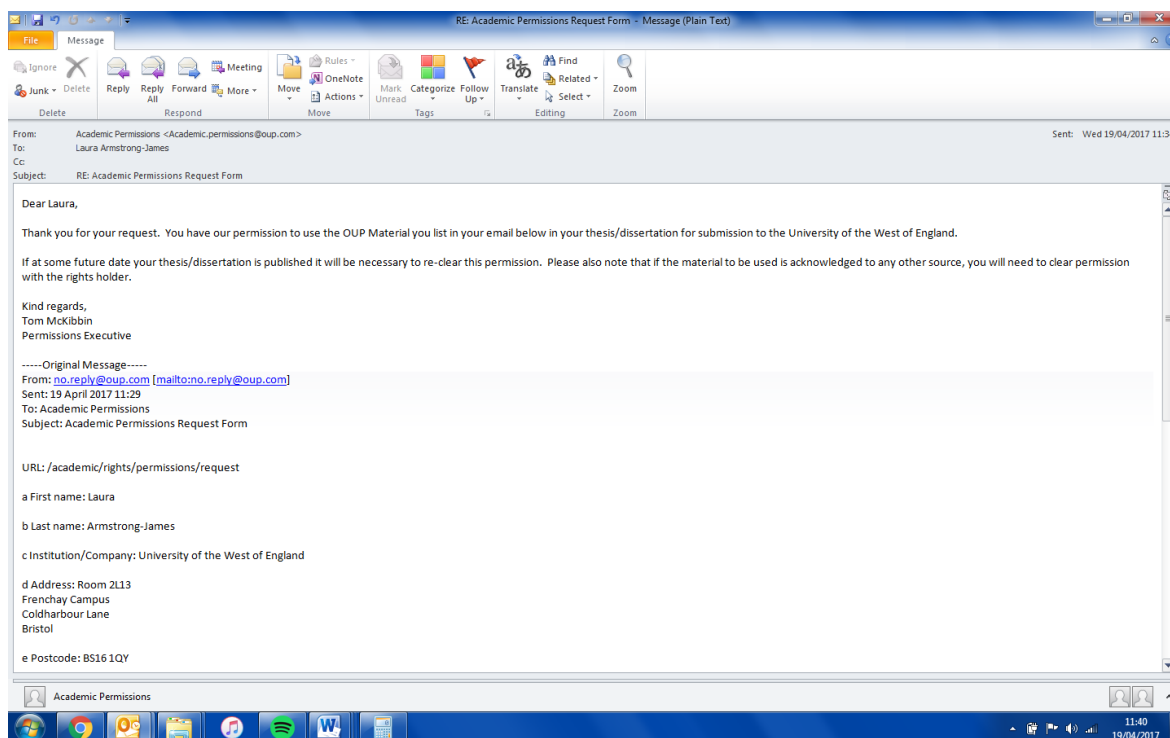 RE: Academic Permissions Request Form - Message (Plain Text)
File Message
Ignore
Junk
Delete
Delete
Reply
Reply All
Forward
Meeting
More
Respond
Move
Rules
OneNote
Actions
Move
Mark Unread
Categorize
Follow Up
Tags
Translate
Find
Related
Select
Editing
Zoom
Zoom
From: Academic Permissions <Academic.permissions@oup.com> Sent: Wed 19/04/2017 11:3
To: Laura Armstrong-James
Cc:
Subject: RE: Academic Permissions Request Form
Dear Laura,
Thank you for your request. You have our permission to use the OUP Material you list in your email below in your thesis/dissertation for submission to the University of the West of England.
If at some future date your thesis/dissertation is published it will be necessary to re-clear this permission. Please also note that if the material to be used is acknowledged to any other source, you will need to clear permission
with the rights holder.
Kind regards,
Tom McKibbin
Permissions Executive
-----Original Message-----
From: no.reply@oup.com [mailto:no.reply@oup.com]
Sent: 19 April 2017 11:29
To: Academic Permissions
Subject: Academic Permissions Request Form
URL: /academic/rights/permissions/request
a First name: Laura
b Last name: Armstrong-James
c Institution/Company: University of the West of England
d Address: Room 2L13
Frenchay Campus
Coldharbour Lane
Bristol
e Postcode: BS16 1QY
Academic Permissions
11:40
19/04/2017